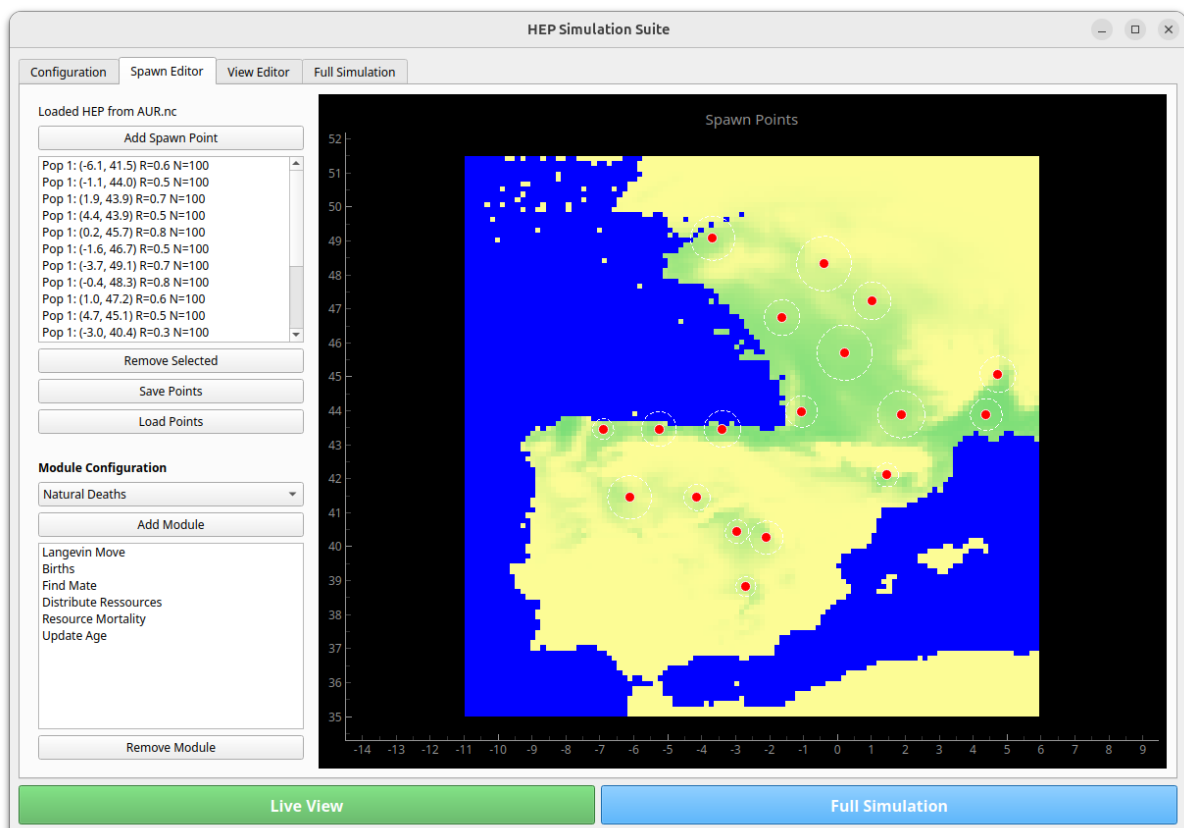 HEP Simulation Suite
Configuration
Spawn Editor
View Editor
Full Simulation
Loaded HEP from AUR.nc
Add Spawn Point
Pop 1: (-6.1, 41.5) R=0.6 N=100
Pop 1: (-1.1, 44.0) R=0.5 N=100
Pop 1: (1.9, 43.9) R=0.7 N=100
Pop 1: (4.4, 43.9) R=0.5 N=100
Pop 1: (0.2, 45.7) R=0.8 N=100
Pop 1: (-1.6, 46.7) R=0.5 N=100
Pop 1: (-3.7, 49.1) R=0.7 N=100
Pop 1: (-0.4, 48.3) R=0.8 N=100
Pop 1: (1.0, 47.2) R=0.6 N=100
Pop 1: (4.7, 45.1) R=0.5 N=100
Pop 1: (-3.0, 40.4) R=0.3 N=100
Remove Selected
Save Points
Load Points
Module Configuration
Natural Deaths
Add Module
Langevin Move
Births
Find Mate
Distribute Ressources
Resource Mortality
Update Age
Remove Module
Spawn Points
52
51
50
49
48
47
46
45
44
43
42
41
40
39
38
37
36
35
-14 -13 -12 -11 -10 -9 -8 -7 -6 -5 -4 -3 -2 -1 0 1 2 3 4 5 6 7 8 9
Live View
Full Simulation